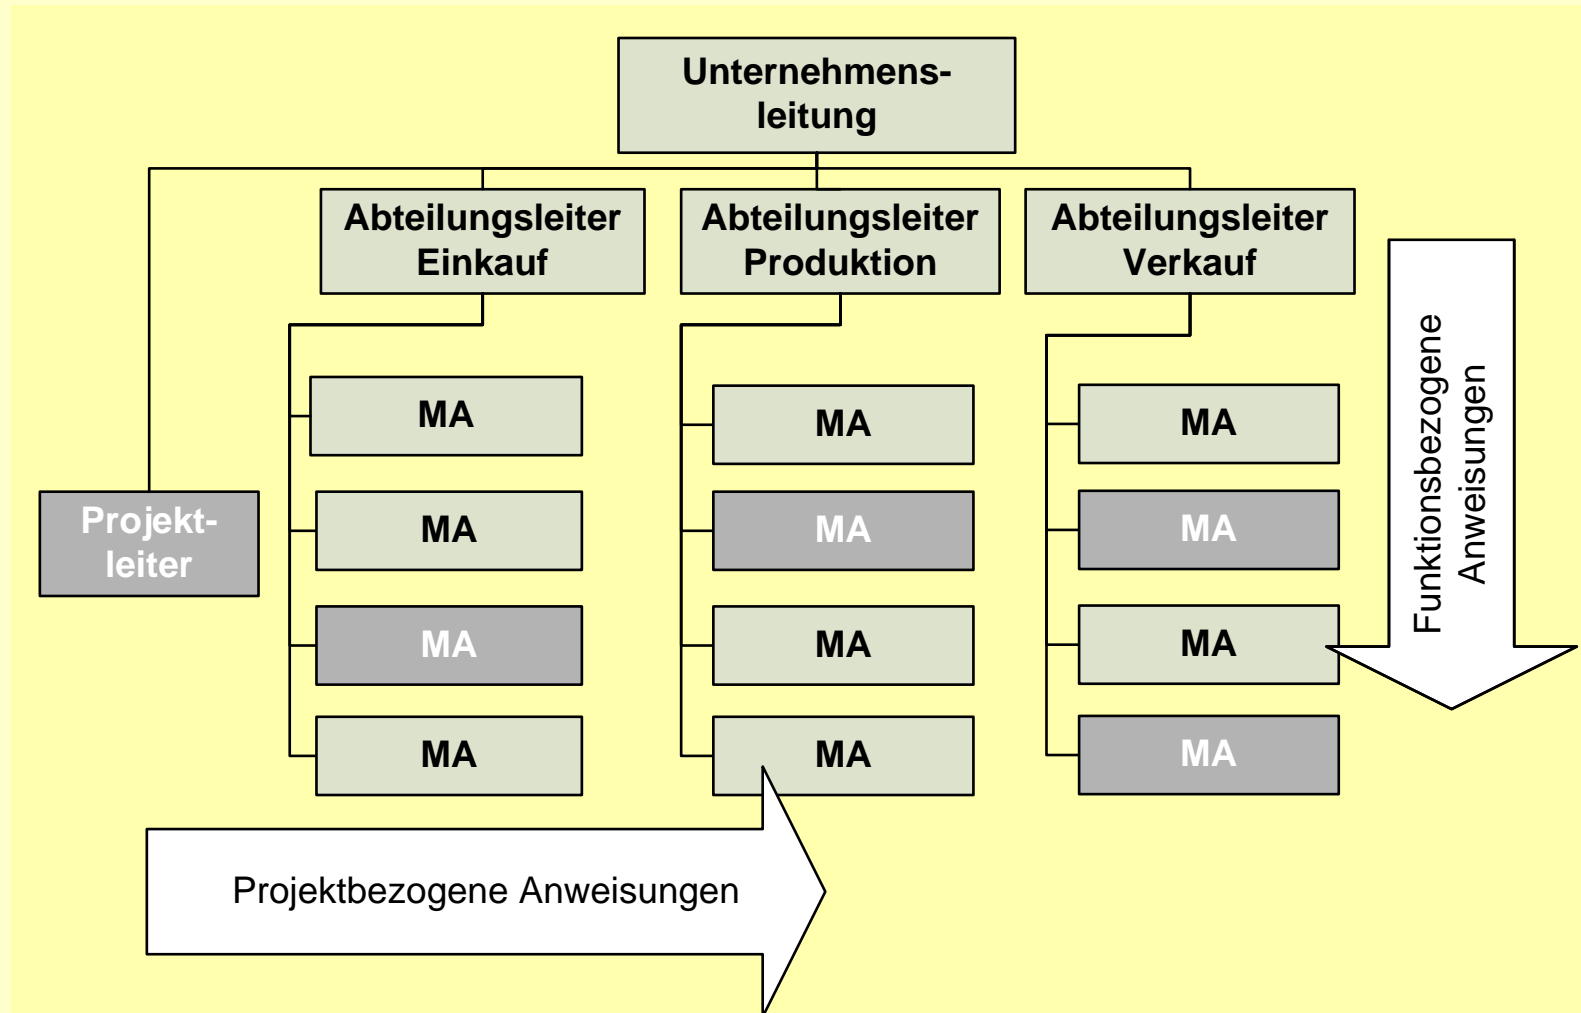 Unternehmens-
leitung
Abteilungsleiter
Einkauf
Abteilungsleiter
Produktion
Abteilungsleiter
Verkauf
Funktionsbezogene
Anweisungen
MA
MA
MA
Projekt-
leiter
MA
MA
MA
MA
MA
MA
MA
MA
MA
Projektbezogene Anweisungen